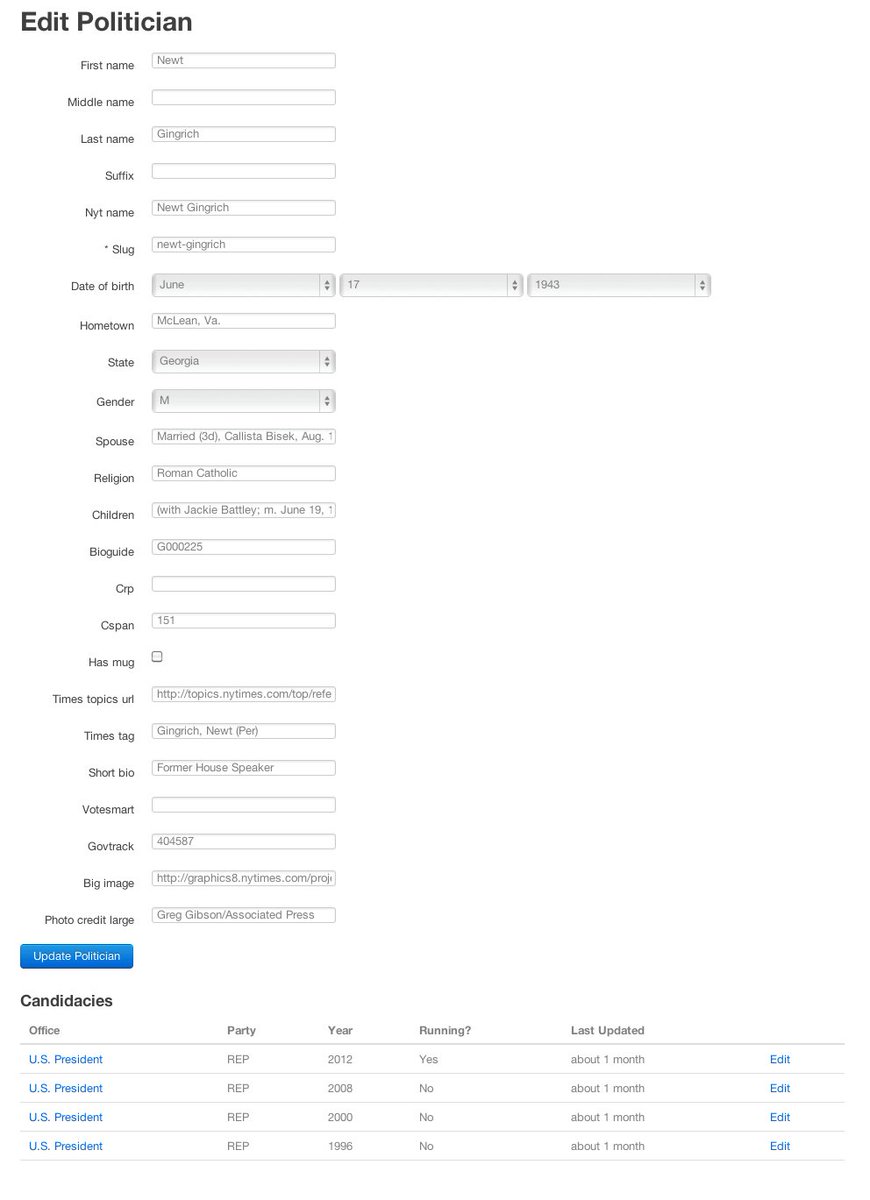 Edit Politician
First name Newt
Middle name
Last name Gingrich
Suffix
Nyt name Newt Gingrich
* Slug newt-gingrich
Date of birth June 17 1943
Hometown McLean, Va.
State Georgia
Gender M
Spouse Married (3d), Callista Bisek, Aug. 1
Religion Roman Catholic
Children (with Jackie Battley; m. June 19, 1
Bioguide G000225
Crp
Cspan 151
Has mug
Times topics url http://topics.nytimes.com/top/refe
Times tag Gingrich, Newt (Per)
Short bio Former House Speaker
Votesmart
Govtrack 404587
Big image http://graphics8.nytimes.com/proj
Photo credit large Greg Gibson/Associated Press
Update Politician
Candidacies
Office Party Year Running? Last Updated
U.S. President REP 2012 Yes about 1 month Edit
U.S. President REP 2008 No about 1 month Edit
U.S. President REP 2000 No about 1 month Edit
U.S. President REP 1996 No about 1 month Edit